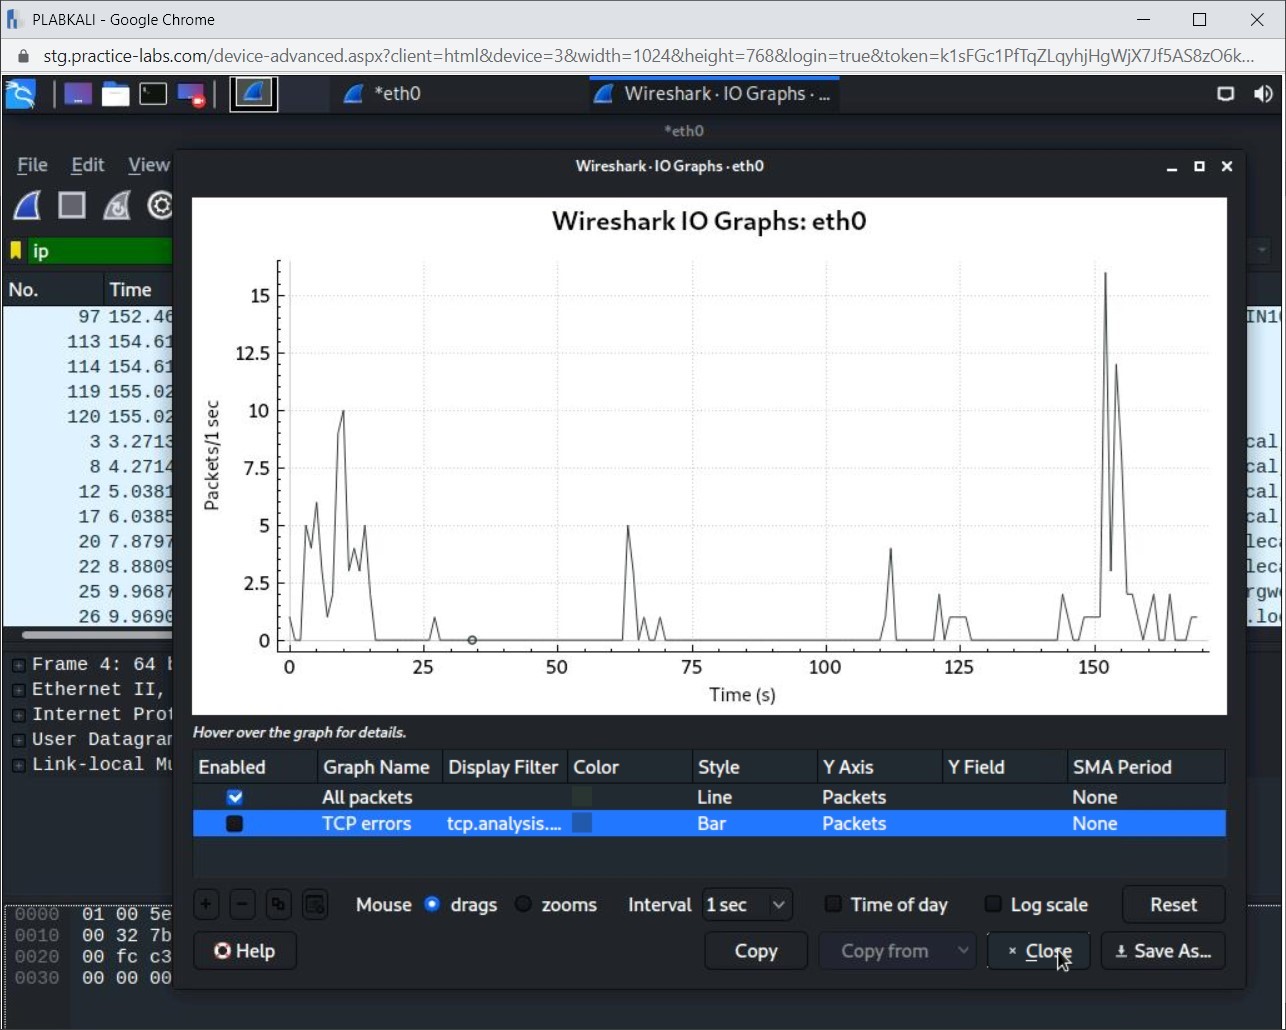 PLABKALI - Google Chrome
stg.practice-labs.com/device-advanced.aspx?client=html&device=3&width=1024&height=768&login=true&token=k1sFGc1PfTqZLqyhjHgWjX7Jf5AS8zO6k...
*eth0
Wireshark · IO Graphs · ...
*eth0
File Edit View
Wireshark · IO Graphs · eth0
ip
No. Time
97 152.46
113 154.61
114 154.61
119 155.02
120 155.02
3 3.2713
8 4.2714
12 5.0381
17 6.0385
20 7.8797
22 8.8809
25 9.9687
26 9.9690
IN10
cal
cal
cal
cal
leca
leca
rgwo
.loc
Wireshark IO Graphs: eth0
Packets/1 sec
15
12.5
10
7.5
5
2.5
0
0 25 50 75 100 125 150
Time (s)
Frame 4: 64 b
Ethernet II,
Internet Prot
User Datagram
Link-local Mu
Hover over the graph for details.
Enabled Graph Name Display Filter Color Style Y Axis Y Field SMA Period
All packets Line Packets None
TCP errors tcp.analysis.... Bar Packets None
+ - Mouse drags zooms Interval 1 sec Time of day Log scale Reset
Help Copy Copy from × Close Save As...
0000 01 00 5e
0010 00 32 7b
0020 00 fc c3
0030 00 00 00